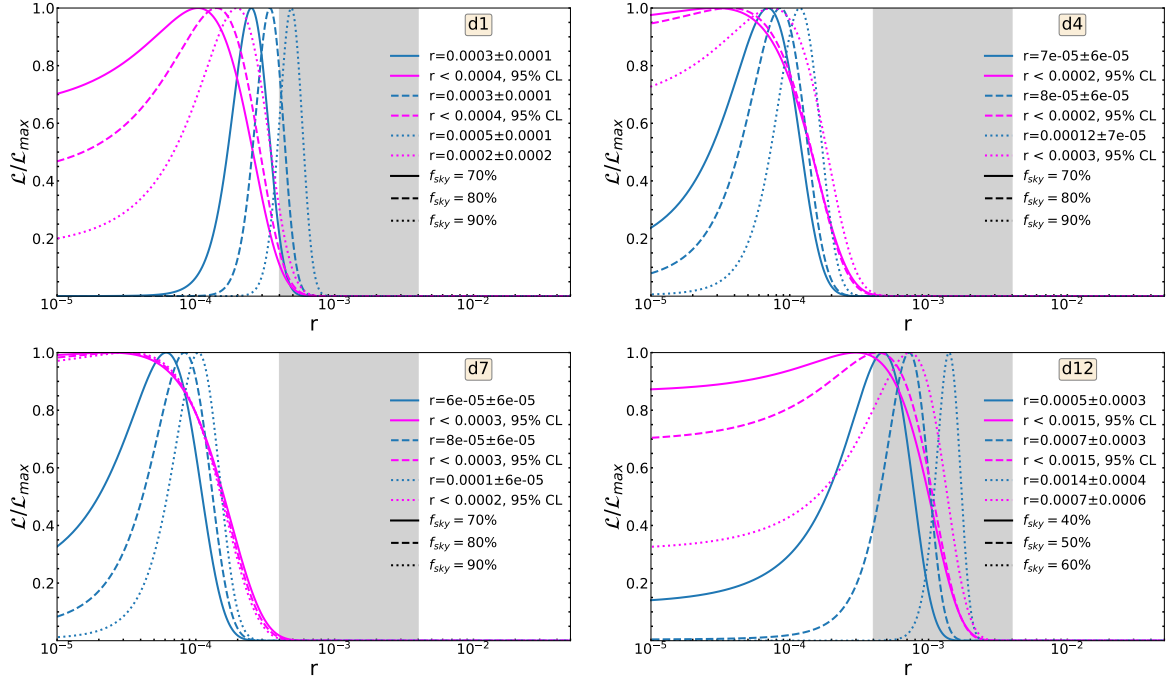 d1
r=0.0003±0.0001
r < 0.0004, 95% CL
r=0.0003±0.0001
r < 0.0004, 95% CL
r=0.0005±0.0001
r=0.0002±0.0002
f_sky = 70%
f_sky = 80%
f_sky = 90%
1.0
0.8
0.6
0.4
0.2
ℒ/ℒ_max
10⁻⁵ 10⁻⁴ 10⁻³ 10⁻²
r
d4
r=7e-05±6e-05
r < 0.0002, 95% CL
r=8e-05±6e-05
r < 0.0002, 95% CL
r=0.00012±7e-05
r < 0.0003, 95% CL
f_sky = 70%
f_sky = 80%
f_sky = 90%
1.0
0.8
0.6
0.4
0.2
ℒ/ℒ_max
10⁻⁵ 10⁻⁴ 10⁻³ 10⁻²
r
d7
r=6e-05±6e-05
r < 0.0003, 95% CL
r=8e-05±6e-05
r < 0.0003, 95% CL
r=0.0001±6e-05
r < 0.0002, 95% CL
f_sky = 70%
f_sky = 80%
f_sky = 90%
1.0
0.8
0.6
0.4
0.2
ℒ/ℒ_max
10⁻⁵ 10⁻⁴ 10⁻³ 10⁻²
r
d12
r=0.0005±0.0003
r < 0.0015, 95% CL
r=0.0007±0.0003
r < 0.0015, 95% CL
r=0.0014±0.0004
r=0.0007±0.0006
f_sky = 40%
f_sky = 50%
f_sky = 60%
1.0
0.8
0.6
0.4
0.2
ℒ/ℒ_max
10⁻⁵ 10⁻⁴ 10⁻³ 10⁻²
r